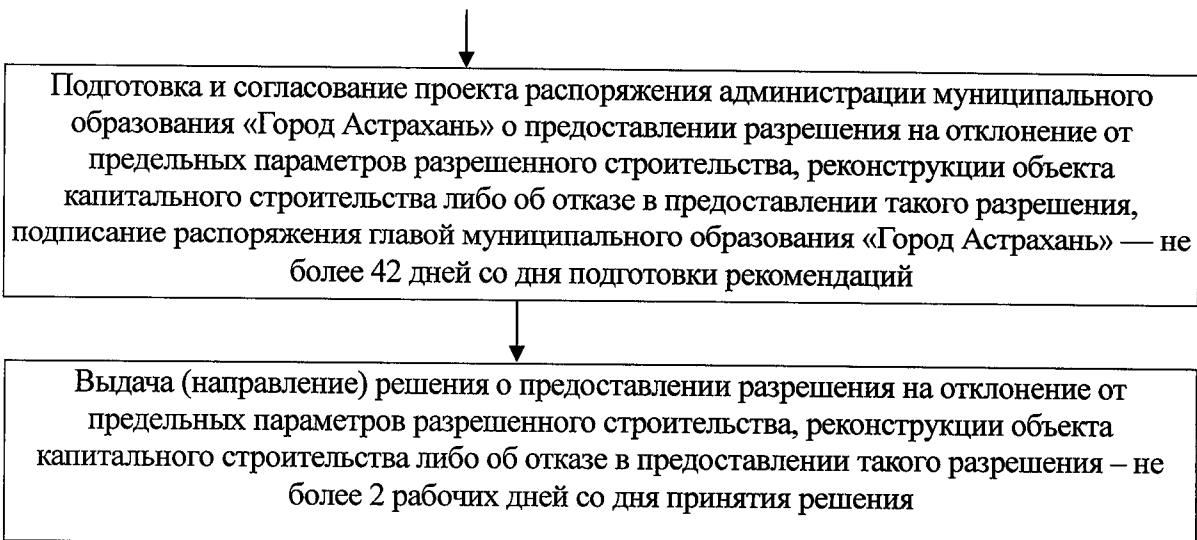 Подготовка и согласование проекта распоряжения администрации муниципального
образования «Город Астрахань» о предоставлении разрешения на отклонение от
предельных параметров разрешенного строительства, реконструкции объекта
капитального строительства либо об отказе в предоставлении такого разрешения,
подписание распоряжения главой муниципального образования «Город Астрахань» — не
более 42 дней со дня подготовки рекомендаций
Выдача (направление) решения о предоставлении разрешения на отклонение от
предельных параметров разрешенного строительства, реконструкции объекта
капитального строительства либо об отказе в предоставлении такого разрешения – не
более 2 рабочих дней со дня принятия решения